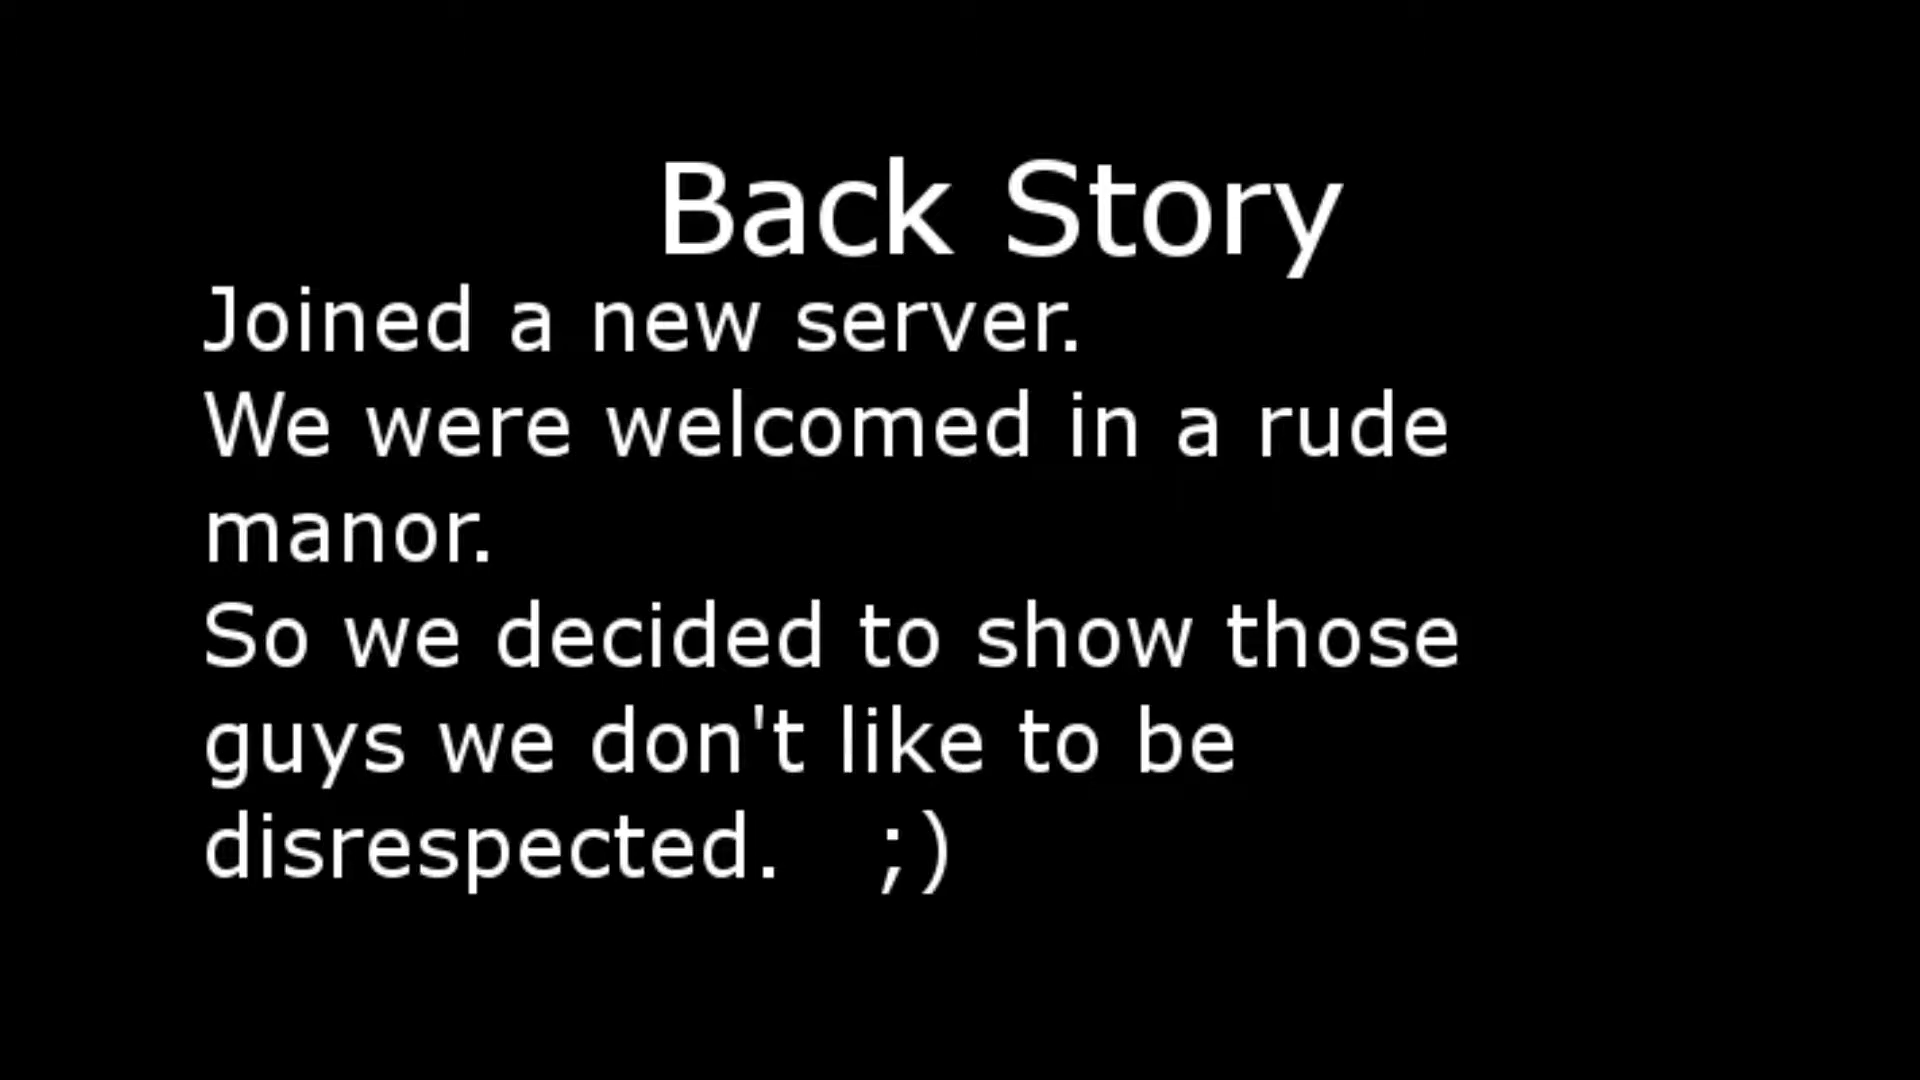 Back Story
Joined a new server.
We were welcomed in a rude
manor.
So we decided to show those
guys we don't like to be
disrespected. ;)